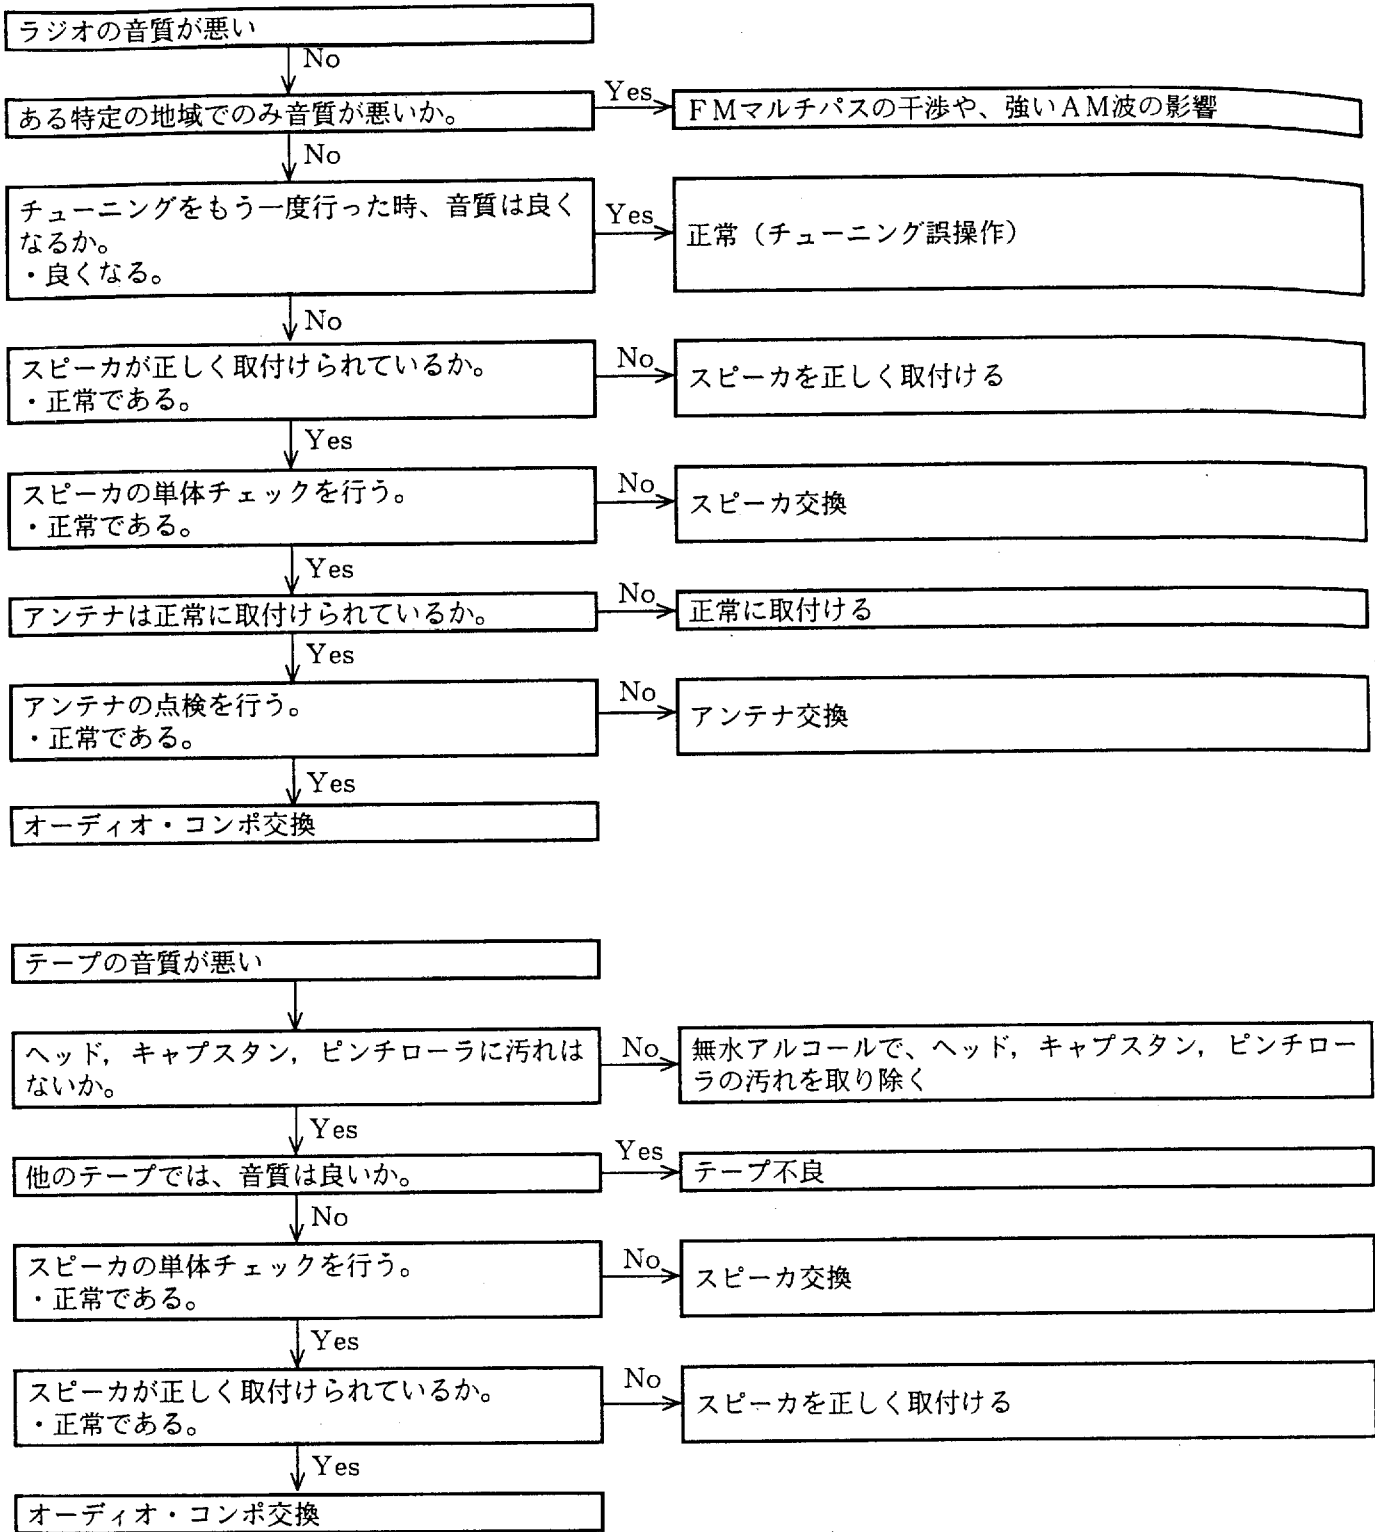 ラジオの音質が悪い
No
ある特定の地域でのみ音質が悪いか。
Yes
FMマルチパスの干渉や、強いAM波の影響
No
チューニングをもう一度行った時、音質は良く
なるか。
・良くなる。
Yes
正常（チューニング誤操作）
No
スピーカが正しく取付けられているか。
・正常である。
No
スピーカを正しく取付ける
Yes
スピーカの単体チェックを行う。
・正常である。
No
スピーカ交換
Yes
アンテナは正常に取付けられているか。
No
正常に取付ける
Yes
アンテナの点検を行う。
・正常である。
No
アンテナ交換
Yes
オーディオ・コンポ交換
テープの音質が悪い
ヘッド，キャプスタン，ピンチローラに汚れは
ないか。
No
無水アルコールで、ヘッド，キャプスタン，ピンチロー
ラの汚れを取り除く
Yes
他のテープでは、音質は良いか。
Yes
テープ不良
No
スピーカの単体チェックを行う。
・正常である。
No
スピーカ交換
Yes
スピーカが正しく取付けられているか。
・正常である。
No
スピーカを正しく取付ける
Yes
オーディオ・コンポ交換